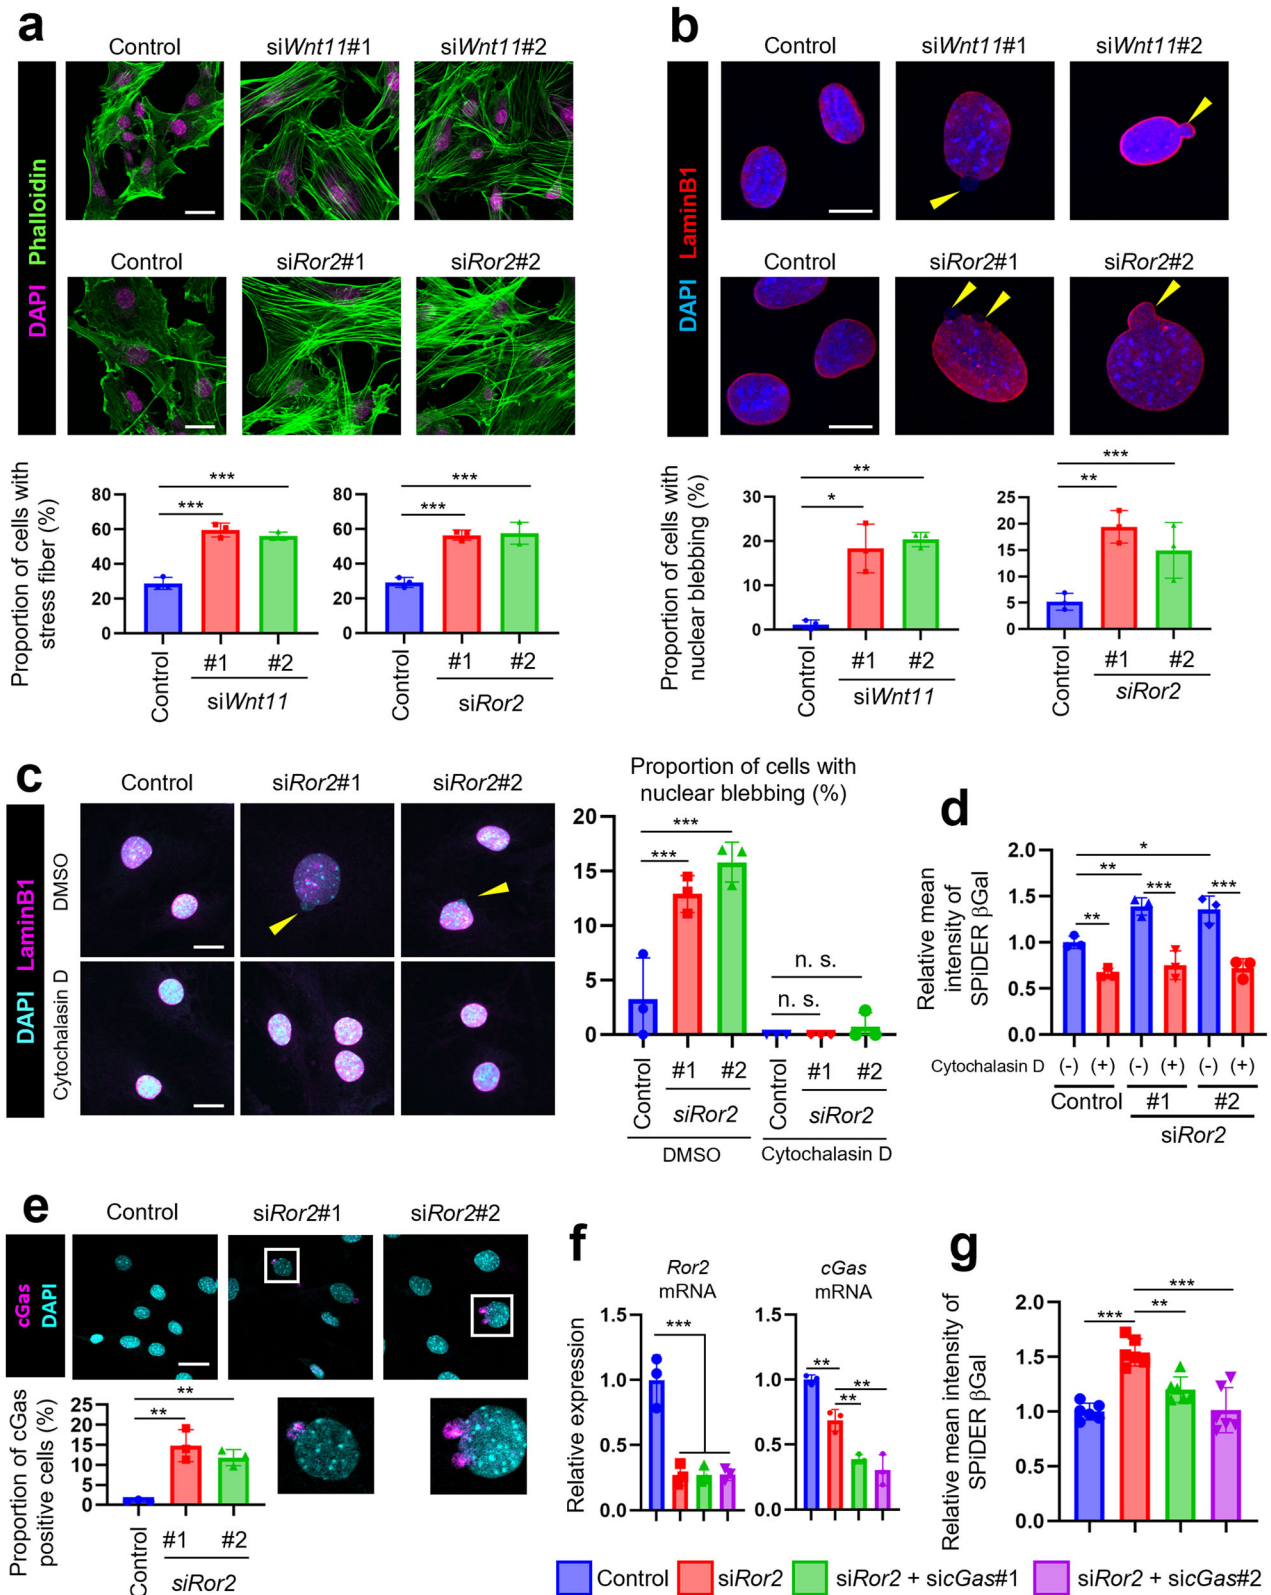 a
Control
siWnt11#1
siWnt11#2
DAPI Phalloidin
Control
siRor2#1
siRor2#2
Proportion of cells with
stress fiber (%)
80
60
40
20
0
***
***
Control
#1
#2
siWnt11
80
60
40
20
0
***
***
Control
#1
#2
siRor2
b
Control
siWnt11#1
siWnt11#2
DAPI LaminB1
Control
siRor2#1
siRor2#2
Proportion of cells with
nuclear blebbing (%)
30
20
10
0
**
*
Control
#1
#2
siWnt11
25
20
15
10
5
0
***
**
Control
#1
#2
siRor2
c
Control
siRor2#1
siRor2#2
DAPI LaminB1
DMSO
Cytochalasin D
Proportion of cells with
nuclear blebbing (%)
20
15
10
5
0
***
***
n. s.
n. s.
Control
#1
#2
siRor2
DMSO
Control
#1
#2
siRor2
Cytochalasin D
d
Relative mean
intensity of
SPiDER βGal
2.0
1.5
1.0
0.5
0.0
*
**
**
***
***
Cytochalasin D (-) (+) (-) (+) (-) (+)
Control
#1
#2
siRor2
e
Control
siRor2#1
siRor2#2
cGas
DAPI
Proportion of cGas
positive cells (%)
25
20
15
10
5
0
**
**
Control
#1
#2
siRor2
f
Ror2
mRNA
Relative expression
1.5
1.0
0.5
0.0
***
cGas
mRNA
1.5
1.0
0.5
0.0
**
**
**
g
Relative mean intensity of
SPiDER βGal
2.0
1.5
1.0
0.5
0.0
***
***
**
Control siRor2 siRor2 + sicGas#1 siRor2 + sicGas#2